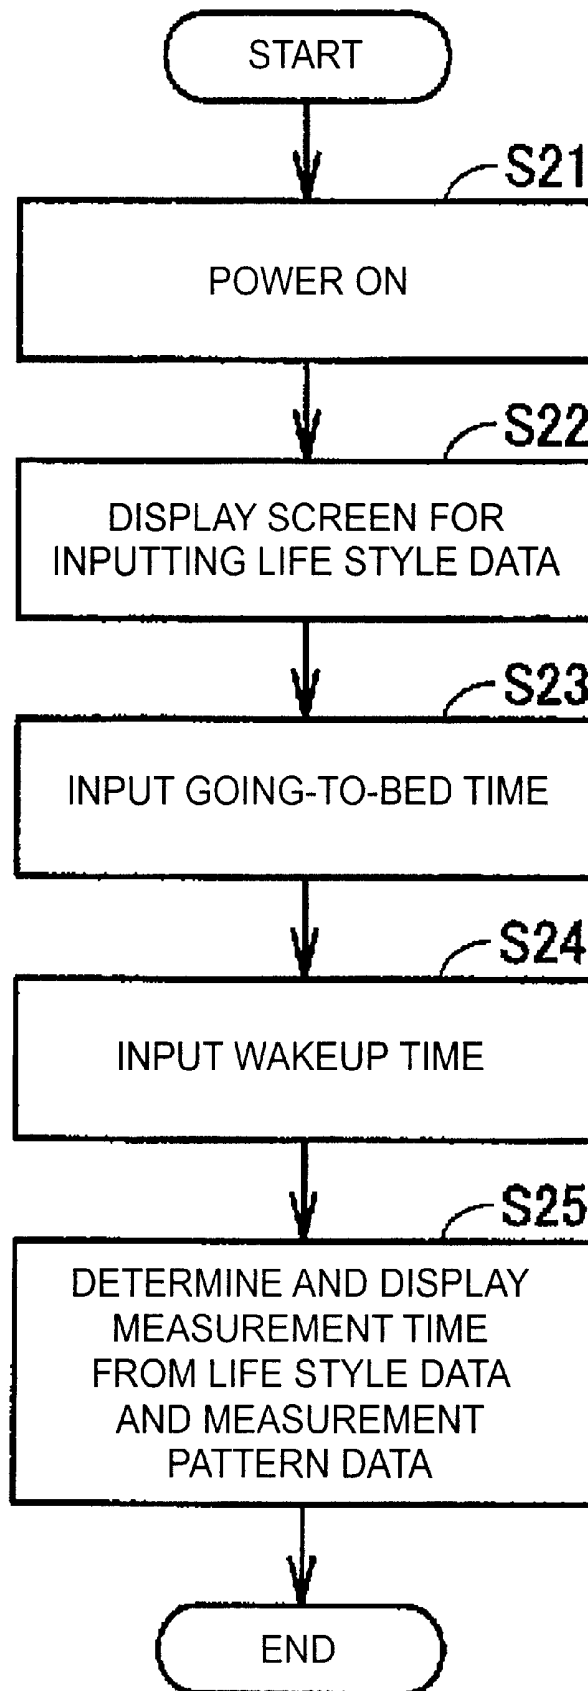 START
S21
POWER ON
S22
DISPLAY SCREEN FOR
INPUTTING LIFE STYLE DATA
S23
INPUT GOING-TO-BED TIME
S24
INPUT WAKEUP TIME
S25
DETERMINE AND DISPLAY
MEASUREMENT TIME
FROM LIFE STYLE DATA
AND MEASUREMENT
PATTERN DATA
END